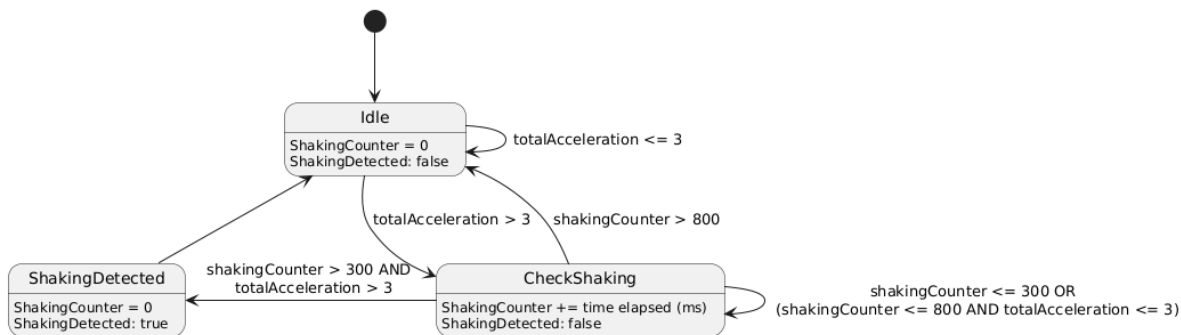 Idle
ShakingCounter = 0
ShakingDetected: false
totalAcceleration <= 3
totalAcceleration > 3
shakingCounter > 800
ShakingDetected
ShakingCounter = 0
ShakingDetected: true
shakingCounter > 300 AND
totalAcceleration > 3
CheckShaking
ShakingCounter += time elapsed (ms)
ShakingDetected: false
shakingCounter <= 300 OR
(shakingCounter <= 800 AND totalAcceleration <= 3)